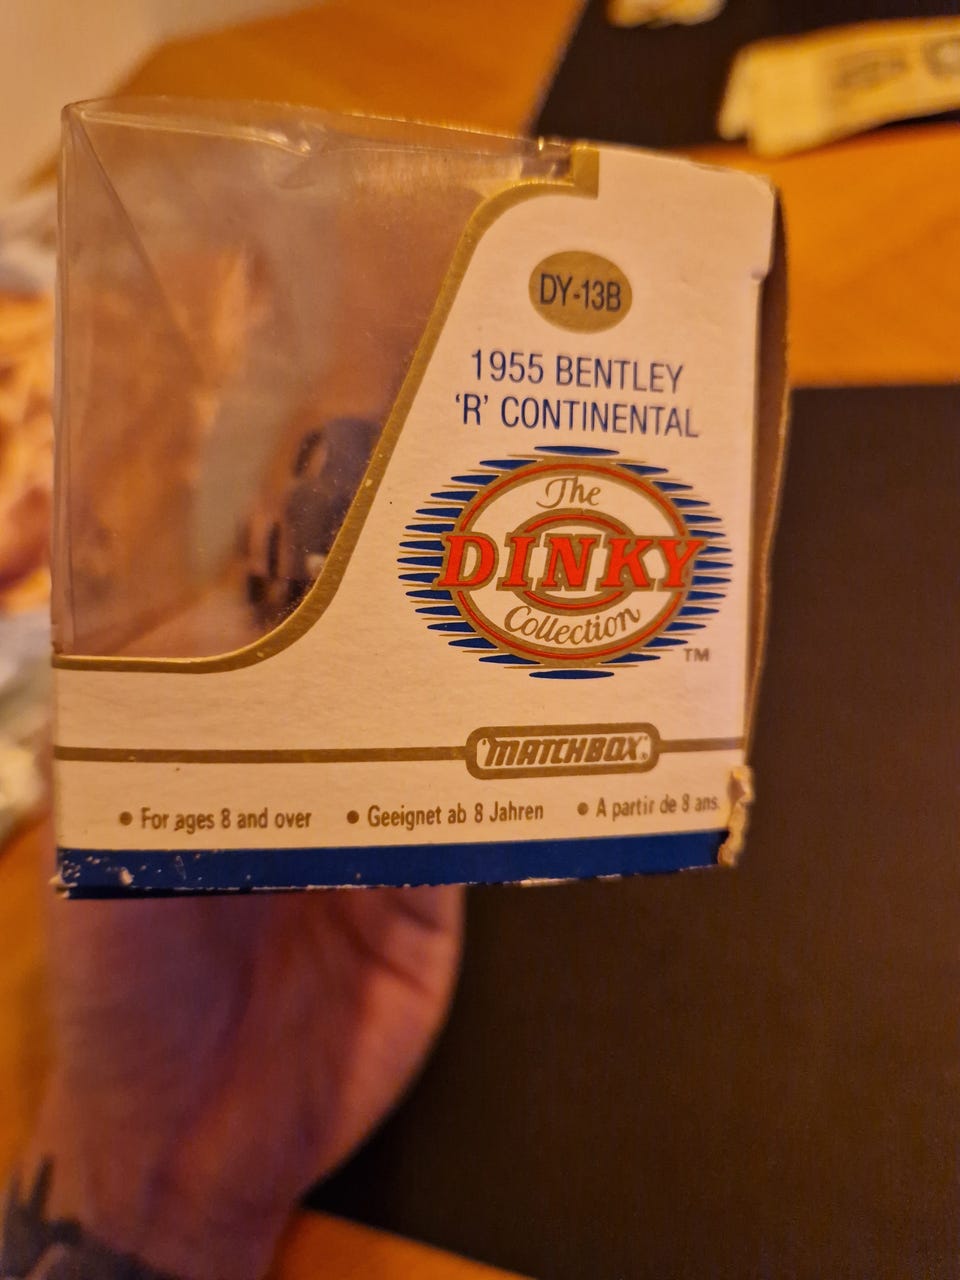 DY-13B
1955 BENTLEY
‘R’ CONTINENTAL
The
DINKY
Collection
TM
MATCHBOX®
• For ages 8 and over • Geeignet ab 8 Jahren • A partir de 8 ans.